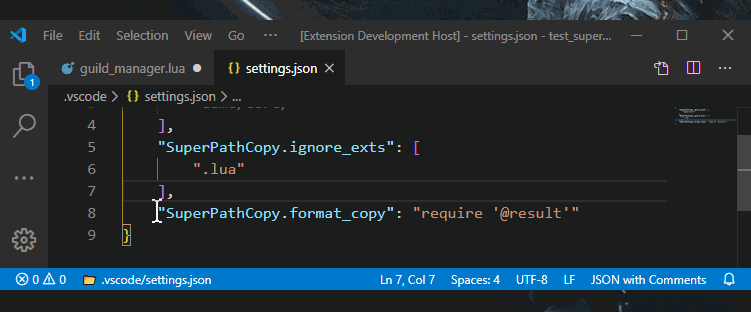 File Edit Selection View Go ... [Extension Development Host] - settings.json - test_super...
guild_manager.lua {} settings.json
1
.vscode > {} settings.json > ...
4 ],
5 "SuperPathCopy.ignore_exts": [
6 ".lua"
7 ],
8 "SuperPathCopy.format_copy": "require '@result'"
9 }
0 0 .vscode/settings.json Ln 7, Col 7 Spaces: 4 UTF-8 LF JSON with Comments